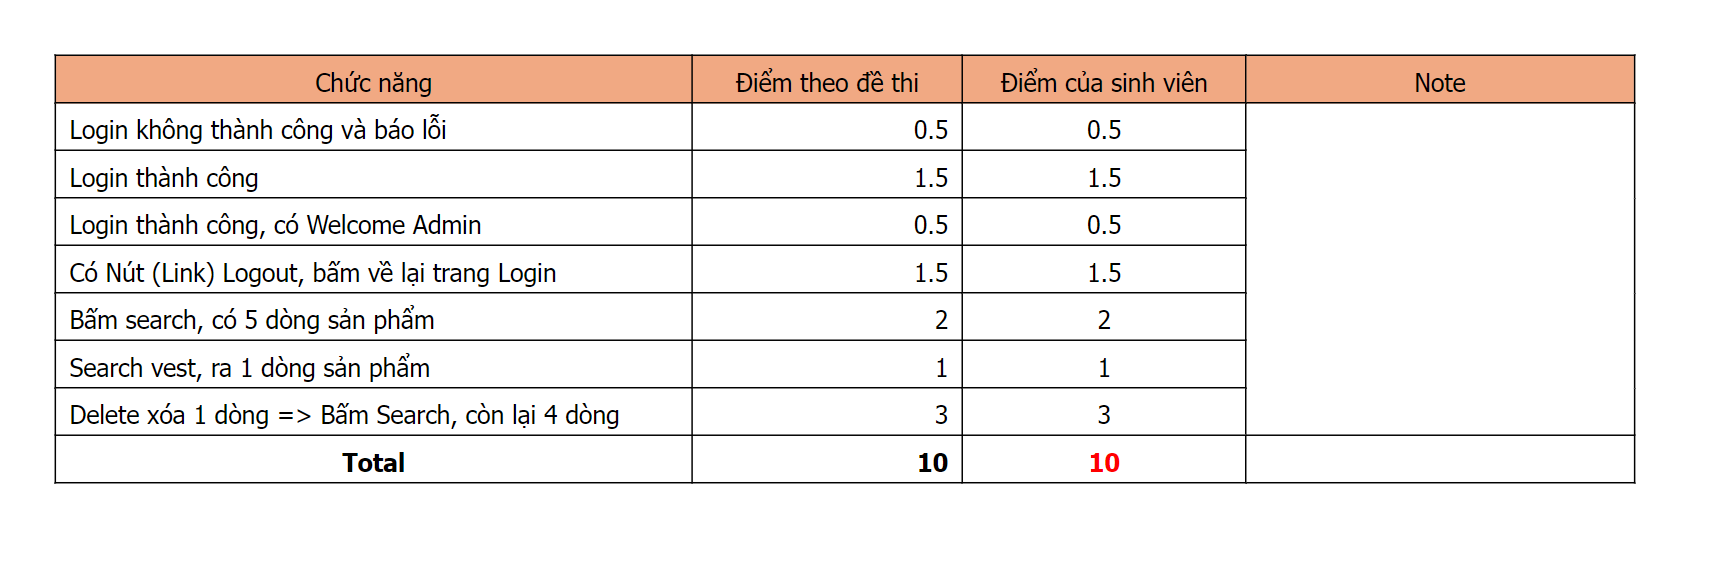 Chức năng Điểm theo đề thi Điểm của sinh viên Note
Login không thành công và báo lỗi 0.5 0.5
Login thành công 1.5 1.5
Login thành công, có Welcome Admin 0.5 0.5
Có Nút (Link) Logout, bấm về lại trang Login 1.5 1.5
Bấm search, có 5 dòng sản phẩm 2 2
Search vest, ra 1 dòng sản phẩm 1 1
Delete xóa 1 dòng => Bấm Search, còn lại 4 dòng 3 3
Total 10 10